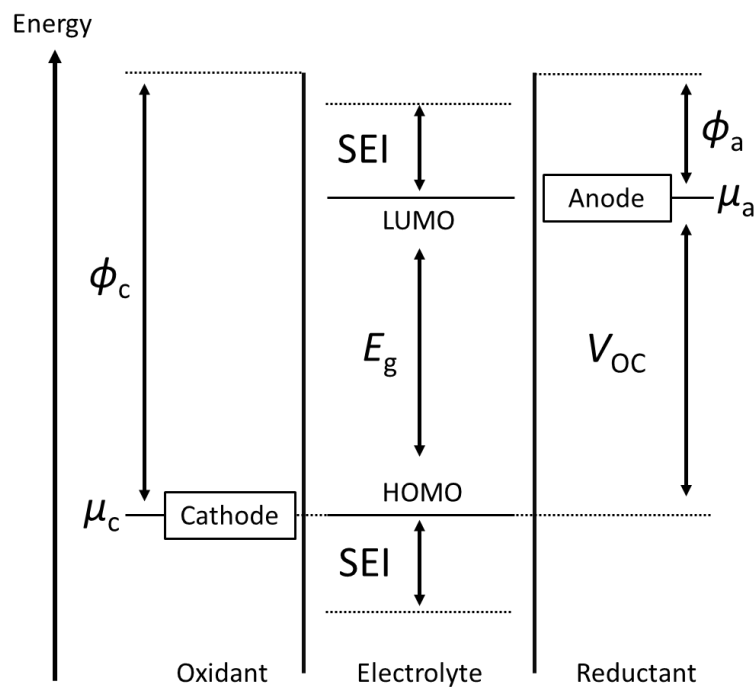 Energy
SEI
ϕa
LUMO
Anode
μa
ϕc
Eg
VOC
HOMO
μc
Cathode
SEI
Oxidant
Electrolyte
Reductant